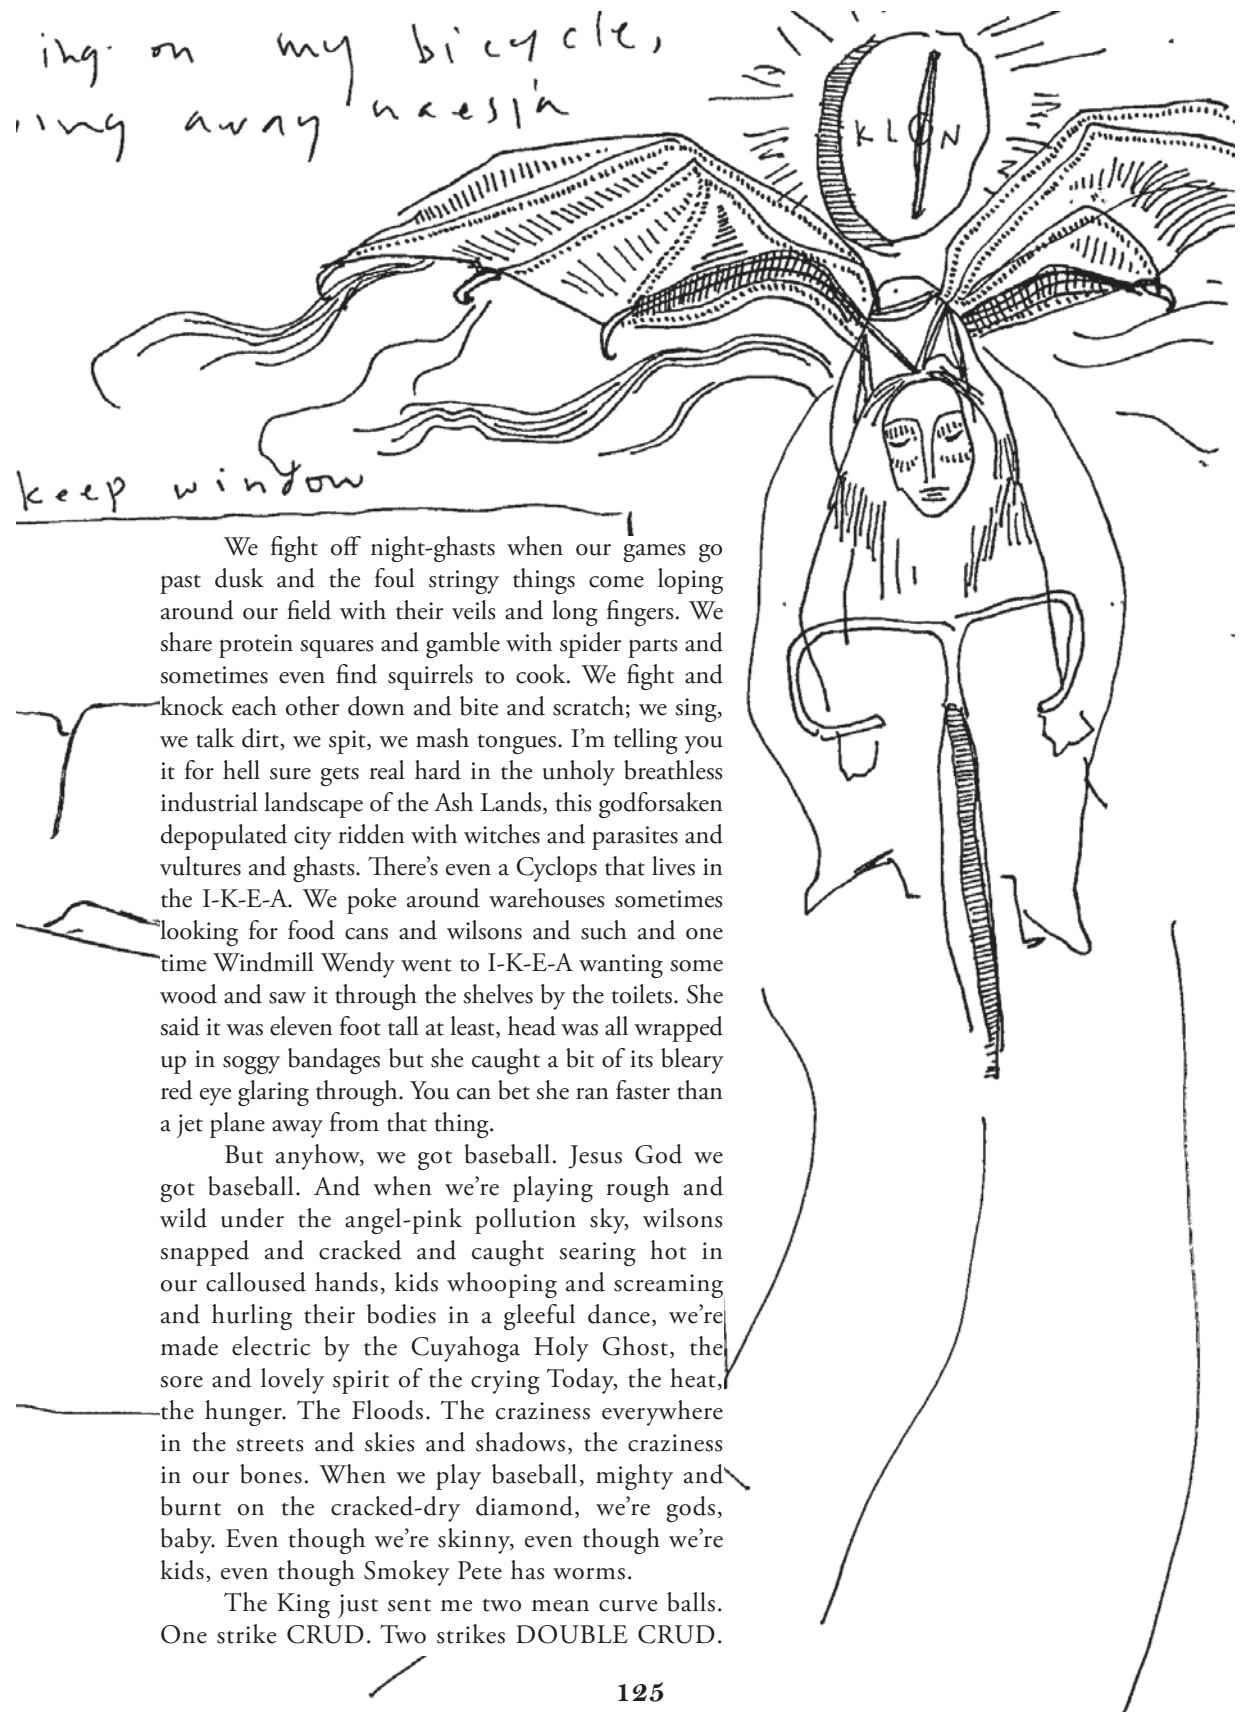 ing on my bicycle,
ing away
KLON
keep window
We fight off night-ghasts when our games go
past dusk and the foul stringy things come loping
around our field with their veils and long fingers. We
share protein squares and gamble with spider parts and
sometimes even find squirrels to cook. We fight and
knock each other down and bite and scratch; we sing,
we talk dirt, we spit, we mash tongues. I’m telling you
it for hell sure gets real hard in the unholy breathless
industrial landscape of the Ash Lands, this godforsaken
depopulated city ridden with witches and parasites and
vultures and ghasts. There’s even a Cyclops that lives in
the I-K-E-A. We poke around warehouses sometimes
looking for food cans and wilsons and such and one
time Windmill Wendy went to I-K-E-A wanting some
wood and saw it through the shelves by the toilets. She
said it was eleven foot tall at least, head was all wrapped
up in soggy bandages but she caught a bit of its bleary
red eye glaring through. You can bet she ran faster than
a jet plane away from that thing.
But anyhow, we got baseball. Jesus God we
got baseball. And when we’re playing rough and
wild under the angel-pink pollution sky, wilsons
snapped and cracked and caught searing hot in
our calloused hands, kids whooping and screaming
and hurling their bodies in a gleeful dance, we’re
made electric by the Cuyahoga Holy Ghost, the
sore and lovely spirit of the crying Today, the heat,
the hunger. The Floods. The craziness everywhere
in the streets and skies and shadows, the craziness
in our bones. When we play baseball, mighty and
burnt on the cracked-dry diamond, we’re gods,
baby. Even though we’re skinny, even though we’re
kids, even though Smokey Pete has worms.
The King just sent me two mean curve balls.
One strike CRUD. Two strikes DOUBLE CRUD.
125